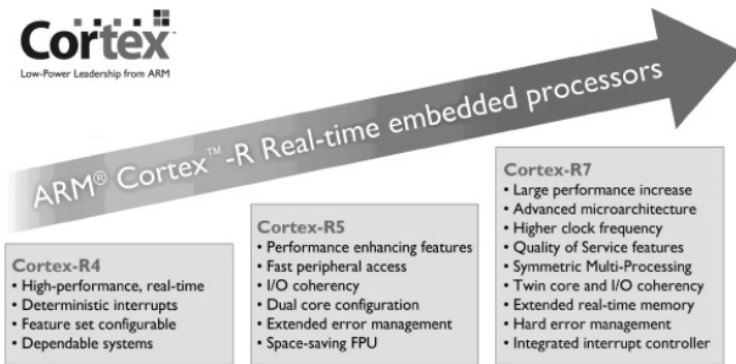 Cortex™
Low-Power Leadership from ARM
ARM® Cortex™-R Real-time embedded processors
Cortex-R4
• High-performance, real-time
• Deterministic interrupts
• Feature set configurable
• Dependable systems
Cortex-R5
• Performance enhancing features
• Fast peripheral access
• I/O coherency
• Dual core configuration
• Extended error management
• Space-saving FPU
Cortex-R7
• Large performance increase
• Advanced microarchitecture
• Higher clock frequency
• Quality of Service features
• Symmetric Multi-Processing
• Twin core and I/O coherency
• Extended real-time memory
• Hard error management
• Integrated interrupt controller